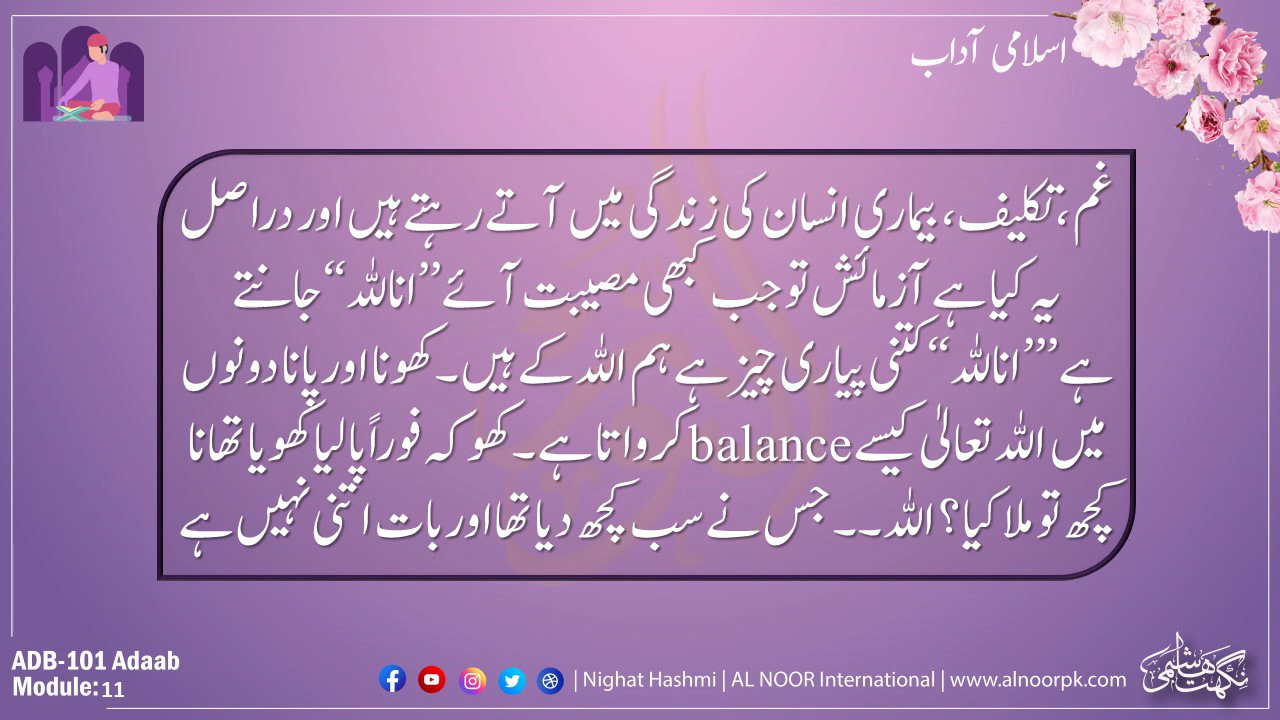 اسلامی آداب
غم، تکلیف، بیماری انسان کی زندگی میں آتے رہتے ہیں اور دراصل
یہ کیا ہے آزمائش تو جب کبھی مصیبت آئے ”اناللہ“ جانتے
ہے ”’اناللہ“ کتنی پیاری چیز ہے ہم اللہ کے ہیں۔ کھونا اور پانا دونوں
میں اللہ تعالیٰ کیسے balance کرواتا ہے۔ کھو کہ فوراً پالیا کھویا تھا نا
کچھ تو ملا کیا؟ اللہ۔۔ جس نے سب کچھ دیا تھا اور بات اتنی نہیں ہے
ADB-101 Adaab
Module:11
| Nighat Hashmi | AL NOOR International | www.alnoorpk.com
نگہت ہاشمی